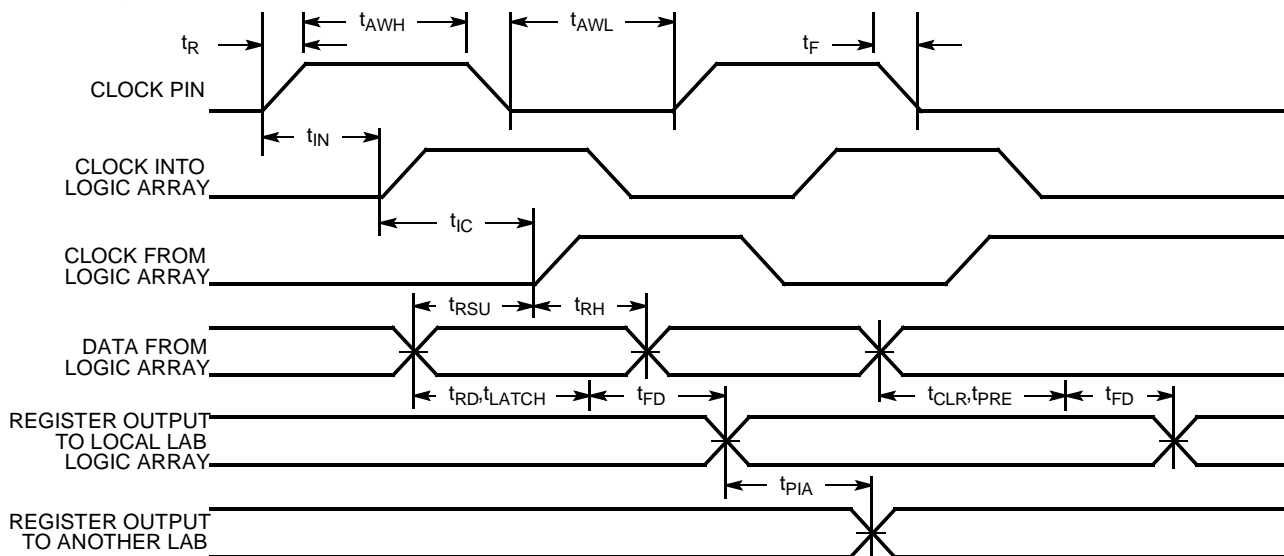 tAWH
tAWL
tR
tF
CLOCK PIN
tIN
CLOCK INTO
LOGIC ARRAY
tIC
CLOCK FROM
LOGIC ARRAY
tRSU
tRH
DATA FROM
LOGIC ARRAY
tRD,tLATCH
tFD
tCLR,tPRE
tFD
REGISTER OUTPUT
TO LOCAL LAB
LOGIC ARRAY
tPIA
REGISTER OUTPUT
TO ANOTHER LAB